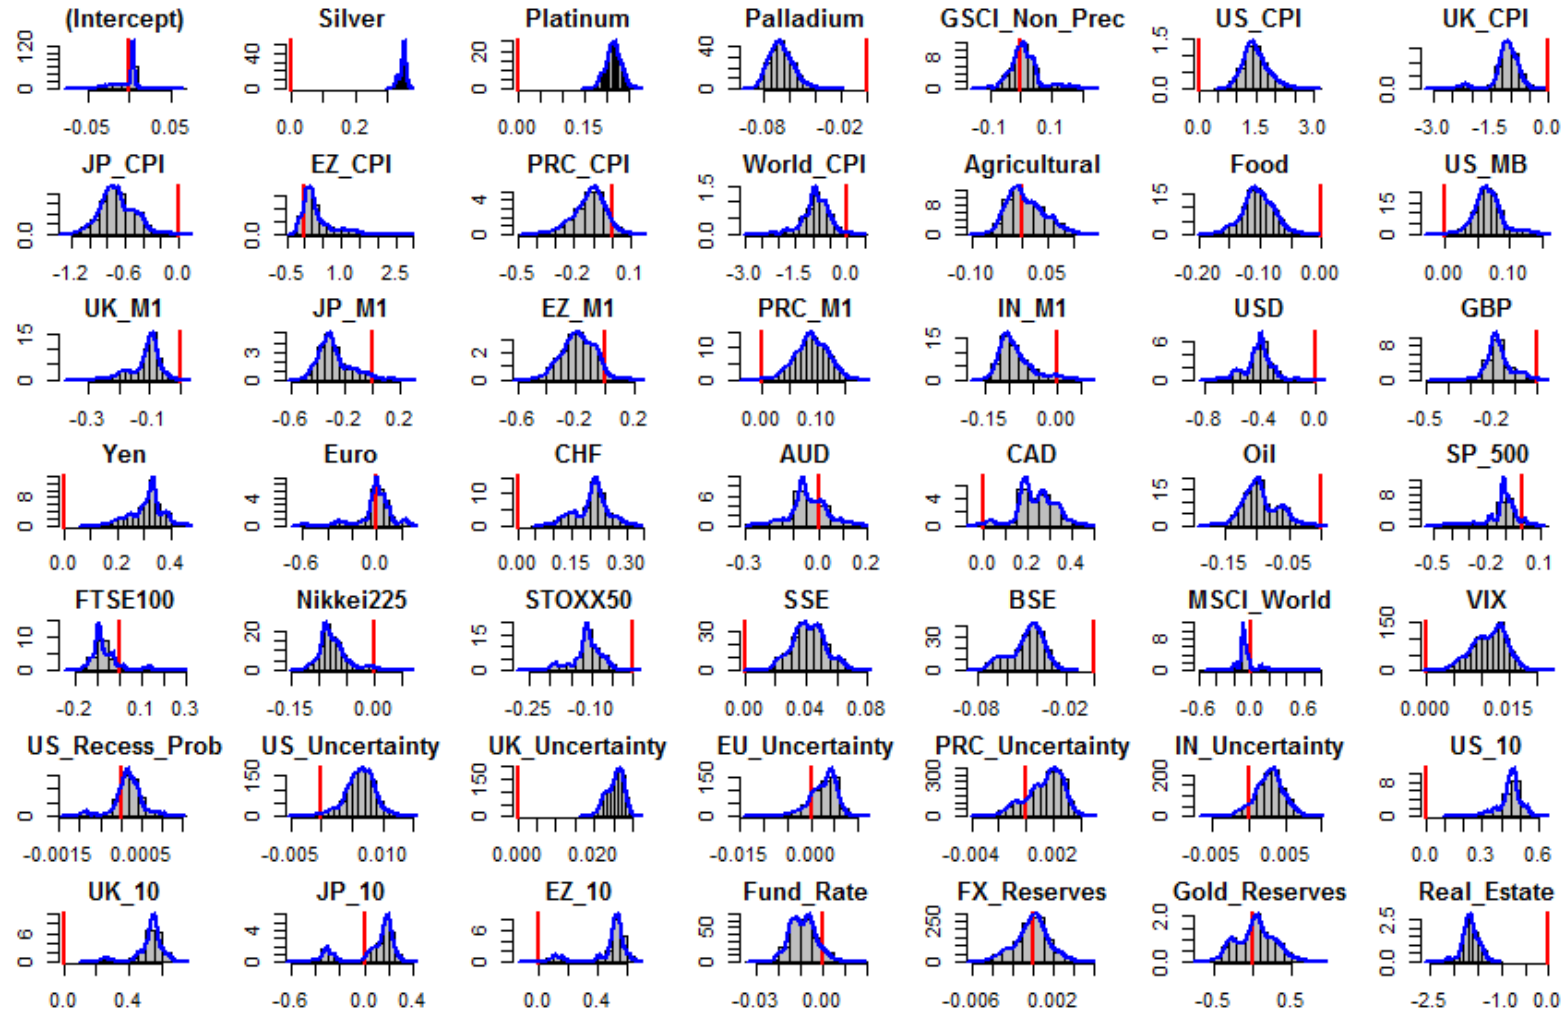 (Intercept) Silver Platinum Palladium GSCI_Non_Prec US_CPI UK_CPI
120 40 20 40 8 1.5
0 0 0 0 0 0.0 0.0
-0.05 0.05 0.0 0.2 0.00 0.15 -0.08 -0.02 -0.1 0.1 0.0 1.5 3.0 -3.0 -1.5 0.0
JP_CPI EZ_CPI PRC_CPI World_CPI Agricultural Food US_MB
4 1.5 8 15 15
0.0 0.0 0 0.0 0 0 0
-1.2 -0.6 0.0 -0.5 1.0 2.5 -0.5 -0.2 0.1 -3.0 -1.5 0.0 -0.10 0.05 -0.20 -0.10 0.00 0.00 0.10
UK_M1 JP_M1 EZ_M1 PRC_M1 IN_M1 USD GBP
15 3 2 10 15 6 8
0 0 0 0 0 0 0
-0.3 -0.1 -0.6 -0.2 0.2 -0.6 -0.2 0.2 0.00 0.10 -0.15 0.00 -0.8 -0.4 0.0 -0.5 -0.2
Yen Euro CHF AUD CAD Oil SP_500
8 4 10 6 4 15 8
0 0 0 0 0 0 0
0.0 0.2 0.4 -0.6 0.0 0.00 0.15 0.30 -0.3 0.0 0.2 0.0 0.2 0.4 -0.15 -0.05 -0.5 -0.2 0.1
FTSE100 Nikkei225 STOXX50 SSE BSE MSCI_World VIX
10 20 15 30 30 8 150
0 0 0 0 0 0 0
-0.2 0.1 0.3 -0.15 0.00 -0.25 -0.10 0.00 0.04 0.08 -0.08 -0.02 -0.6 0.0 0.6 0.000 0.015
US_Recess_Prob US_Uncertainty UK_Uncertainty EU_Uncertainty PRC_Uncertainty IN_Uncertainty US_10
150 150 150 300 200 8
0 0 0 0 0 0 0
-0.0015 0.0005 -0.005 0.010 0.000 0.020 -0.015 0.000 -0.004 0.002 -0.005 0.005 0.0 0.3 0.6
UK_10 JP_10 EZ_10 Fund_Rate FX_Reserves Gold_Reserves Real_Estate
6 4 6 50 250 2.0 2.5
0 0 0 0 0 0.0 0.0
0.0 0.4 -0.6 0.0 0.4 0.0 0.4 -0.03 0.00 -0.006 0.002 -0.5 0.5 -2.5 -1.0 0.0